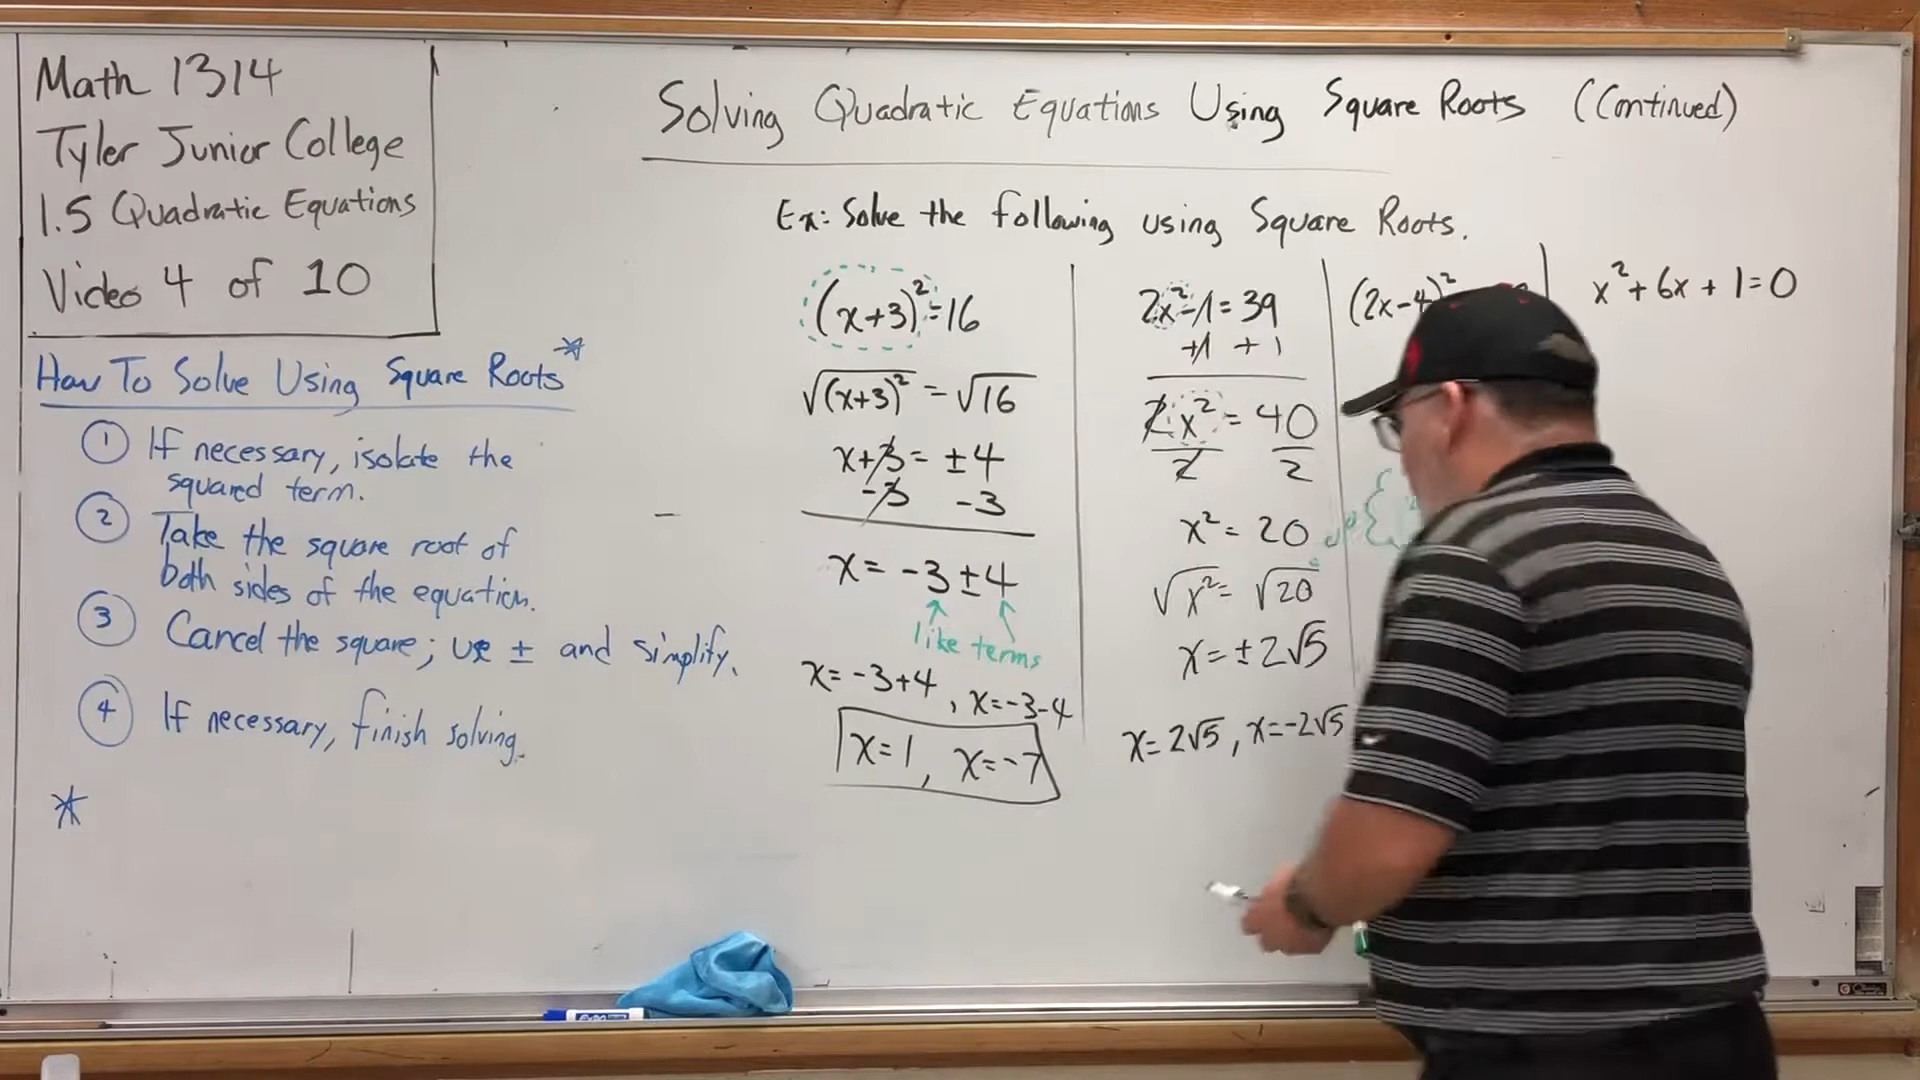 Math 1314
Tyler Junior College
1.5 Quadratic Equations
Video 4 of 10
Solving Quadratic Equations Using Square Roots (Continued)
How To Solve Using Square Roots*
① If necessary, isolate the
squared term.
② Take the square root of
both sides of the equation.
③ Cancel the square; use ± and simplify.
④ If necessary, finish solving.
*
Ex: Solve the following using Square Roots.
(x+3)²=16
√(x+3)² = √16
x+3= ±4
-3 -3
x= -3±4
like terms
x=-3+4, x=-3-4
x=1, x=-7
2x²-1=39
+1 +1
2x² = 40
2 2
x²= 20
√x²= √20
x=±2√5
x=2√5, x=-2√5
(2x-4)²
x²+6x+1=0